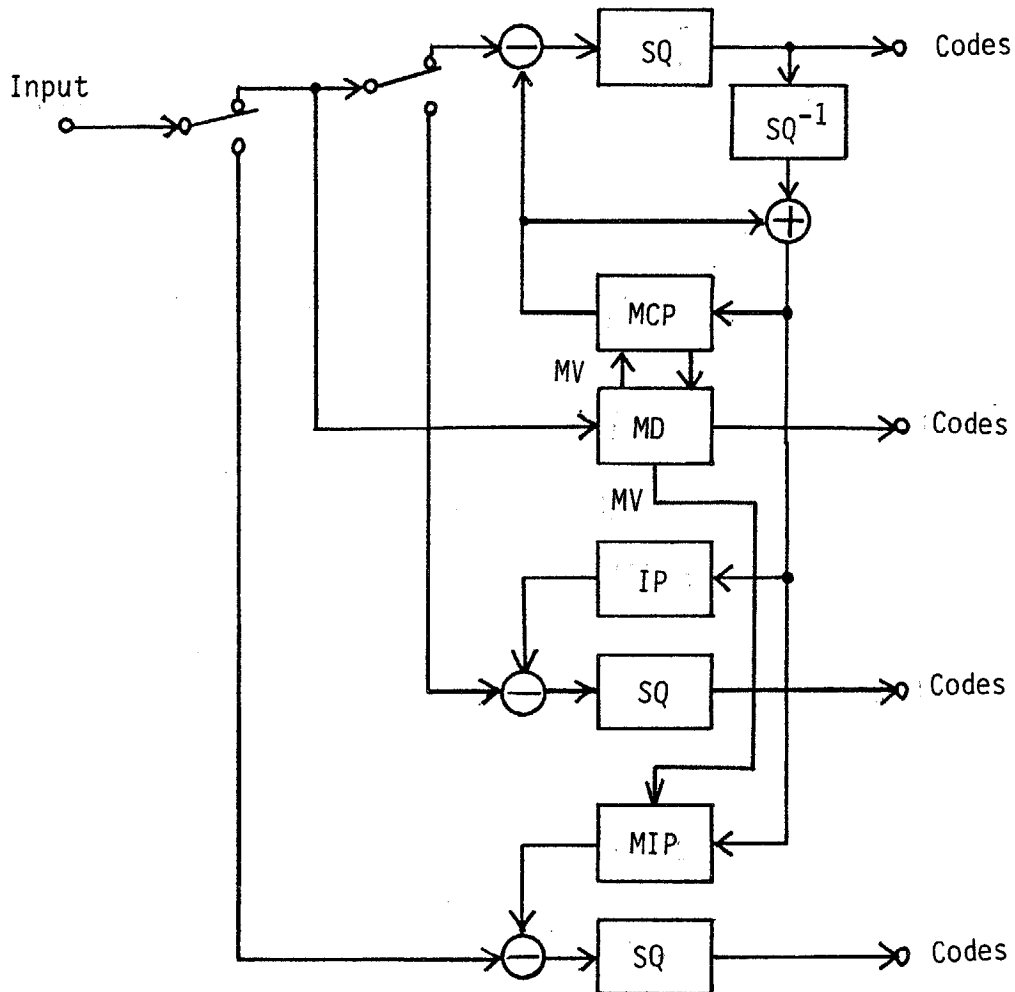 Input
SQ
Codes
SQ-1
MCP
MV
MD
Codes
MV
IP
SQ
Codes
MIP
SQ
Codes